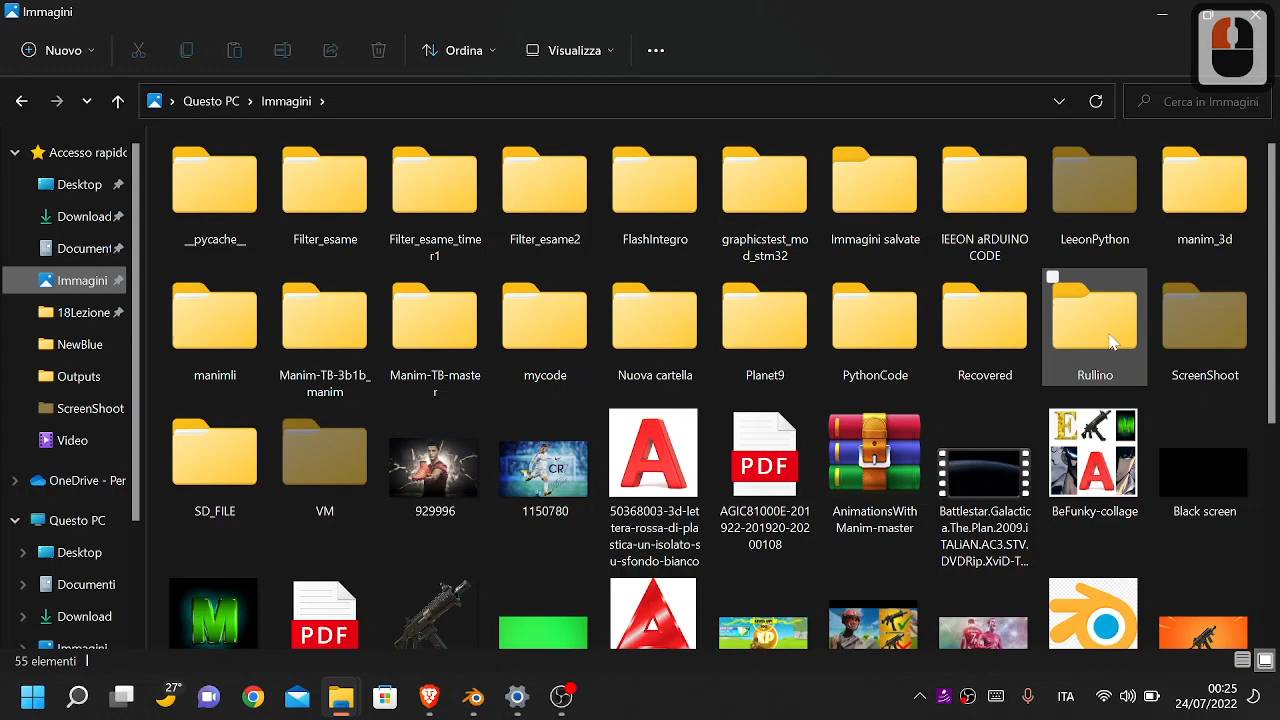 Immagini
Nuovo
Ordina
Visualizza
Questo PC
Immagini
Cerca in Immagini
Accesso rapido
Desktop
Download
Document
Immagini
18Lezione
NewBlue
Outputs
ScreenShoot
Video
OneDrive - Per
Questo PC
Desktop
Documenti
Download
Immagini
__pycache__
Filter_esame
Filter_esame_time
r1
Filter_esame2
FlashIntegro
graphicstest_mo
d_stm32
Immagini salvate
lEEON aRDUINO
CODE
LeeonPython
manim_3d
manimli
Manim-TB-3b1b_
manim
Manim-TB-maste
r
mycode
Nuova cartella
Planet9
PythonCode
Recovered
Rullino
ScreenShoot
SD_FILE
VM
929996
CR7
1150780
A
50368003-3d-let
tera-rossa-di-pla
stica-un-isolato-s
u-sfondo-bianco
PDF
AGIC81000E-201
922-201920-202
00108
AnimationsWith
Manim-master
Battlestar.Galactic
a.The.Plan.2009.i
TALiAN.AC3.STV.
DVDRip.XviD-T...
E
M
A
BeFunky-collage
Black screen
M
PDF
A
XP
55 elementi
27°
ITA
00:25
24/07/2022